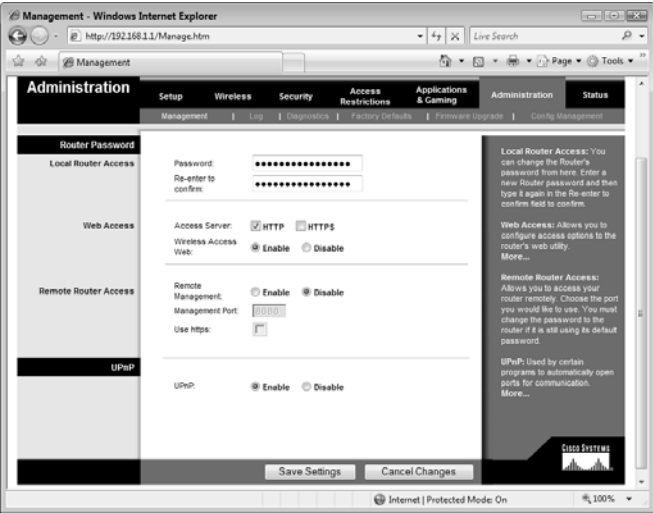 Management - Windows Internet Explorer
http://192.168.1.1/Manage.htm
Live Search
Management
Page
Tools
Administration
Setup
Wireless
Security
Access Restrictions
Applications & Gaming
Administration
Status
Management | Log | Diagnostics | Factory Defaults | Firmware Upgrade | Config Management
Router Password
Local Router Access
Password:
Re-enter to
confirm:
Web Access
Access Server:
HTTP
HTTPS
Wireless Access
Web:
Enable
Disable
Remote Router Access
Remote
Management:
Enable
Disable
Management Port:
8080
Use https:
UPnP
UPnP:
Enable
Disable
Local Router Access: You
can change the Router's
password from here. Enter a
new Router password and then
type it again in the Re-enter to
confirm field to confirm.
Web Access: Allows you to
configure access options to the
router's web utility.
More...
Remote Router Access:
Allows you to access your
router remotely. Choose the port
you would like to use. You must
change the password to the
router if it is still using its default
password.
UPnP: Used by certain
programs to automatically open
ports for communication.
More...
CISCO SYSTEMS
Save Settings
Cancel Changes
Internet | Protected Mode: On
100%